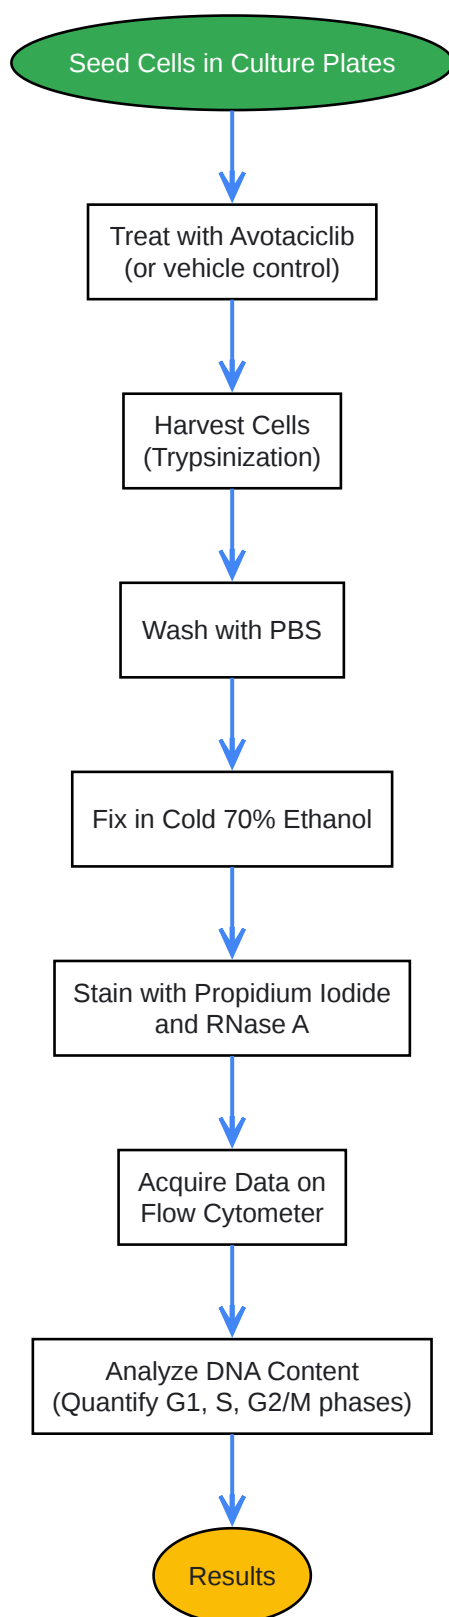 Seed Cells in Culture Plates
Treat with Avotaciclib
(or vehicle control)
Harvest Cells
(Trypsinization)
Wash with PBS
Fix in Cold 70% Ethanol
Stain with Propidium Iodide
and RNase A
Acquire Data on
Flow Cytometer
Analyze DNA Content
(Quantify G1, S, G2/M phases)
Results